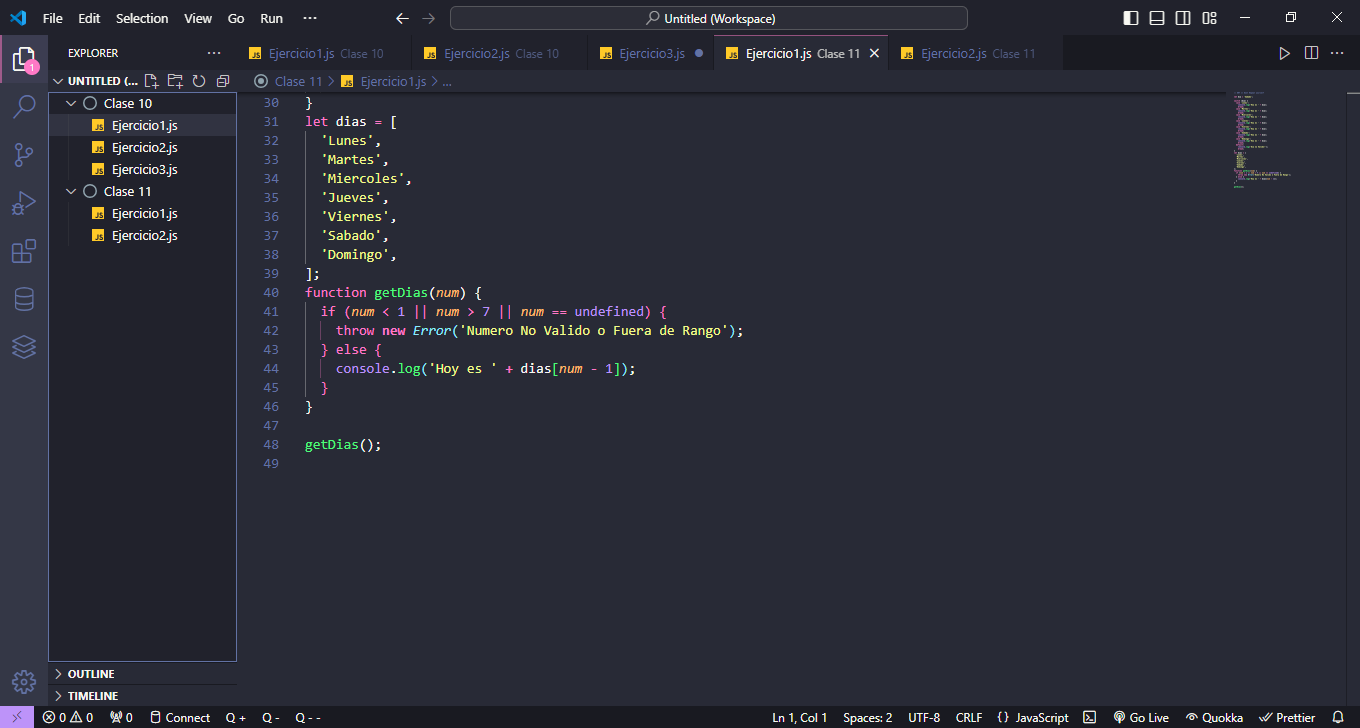 File Edit Selection View Go Run ··· Untitled (Workspace)
EXPLORER ···
Ejercicio1.js Clase 10
Ejercicio2.js Clase 10
Ejercicio3.js
Ejercicio1.js Clase 11
Ejercicio2.js Clase 11
UNTITLED (...
Clase 11 > Ejercicio1.js > ...
Clase 10
Ejercicio1.js
Ejercicio2.js
Ejercicio3.js
Clase 11
Ejercicio1.js
Ejercicio2.js
30 }
31 let dias = [
32 'Lunes',
33 'Martes',
34 'Miercoles',
35 'Jueves',
36 'Viernes',
37 'Sabado',
38 'Domingo',
39 ];
40 function getDias(num) {
41 if (num < 1 || num > 7 || num == undefined) {
42 throw new Error('Numero No Valido o Fuera de Rango');
43 } else {
44 console.log('Hoy es ' + dias[num - 1]);
45 }
46 }
47
48 getDias();
49
OUTLINE
TIMELINE
1
0 0 0 Connect Q + Q - Q - - Ln 1, Col 1 Spaces: 2 UTF-8 CRLF {} JavaScript Go Live Quokka Prettier